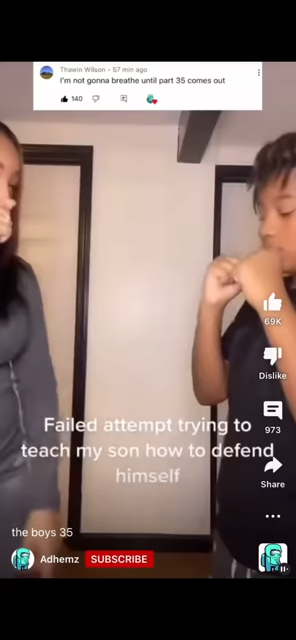 Thawin Wilson • 57 min ago
I'm not gonna breathe until part 35 comes out
140
69K
Dislike
973
Share
Failed attempt trying to
teach my son how to defend
himself
the boys 35
Adhemz
SUBSCRIBE